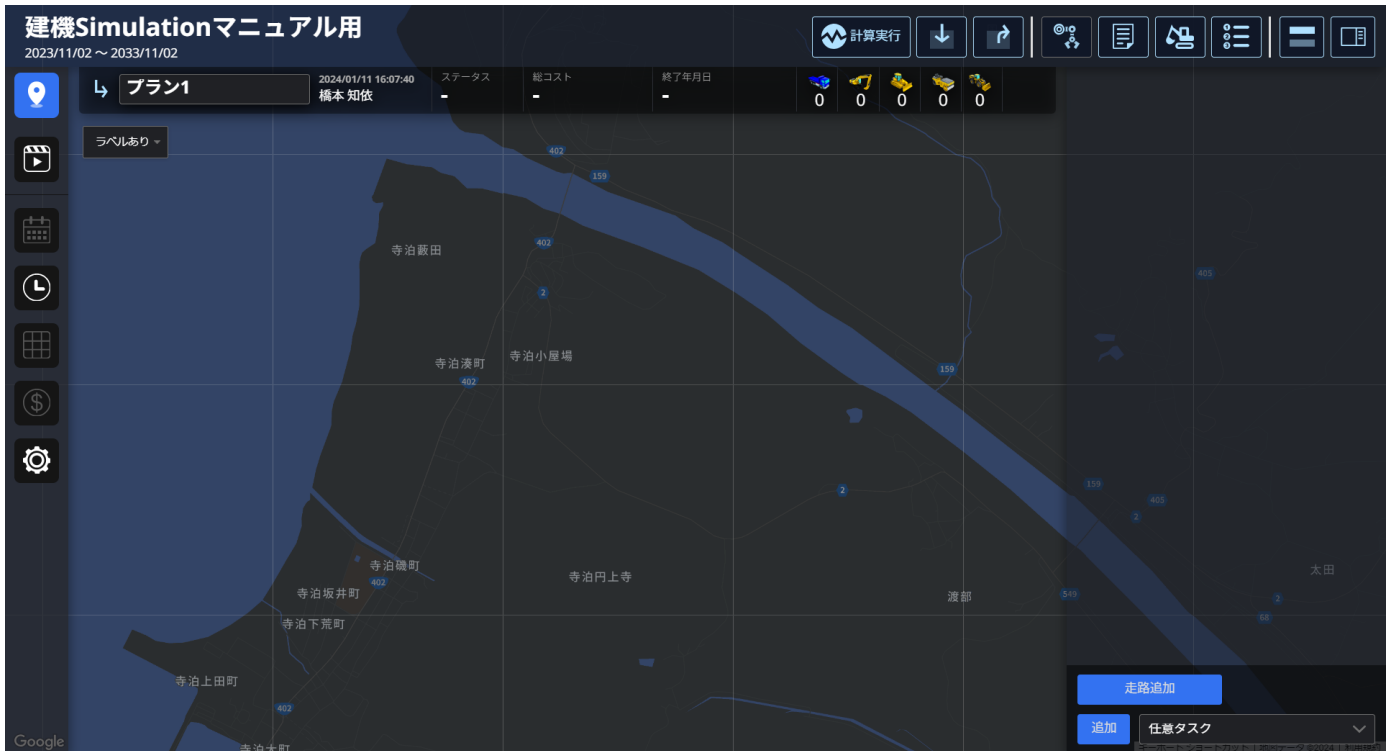 建機Simulationマニュアル用
2023/11/02 ～ 2033/11/02
計算実行
プラン1
2024/01/11 16:07:40
橋本 知依
ステータス
-
総コスト
-
終了年月日
-
0
0
0
0
0
ラベルあり
402
159
寺泊藪田
402
405
2
寺泊小屋場
寺泊湊町
402
159
2
159
405
2
寺泊磯町
402
寺泊円上寺
太田
寺泊坂井町
渡部
549
2
68
寺泊下荒町
寺泊上田町
402
走路追加
追加
任意タスク
Google
寺泊大町